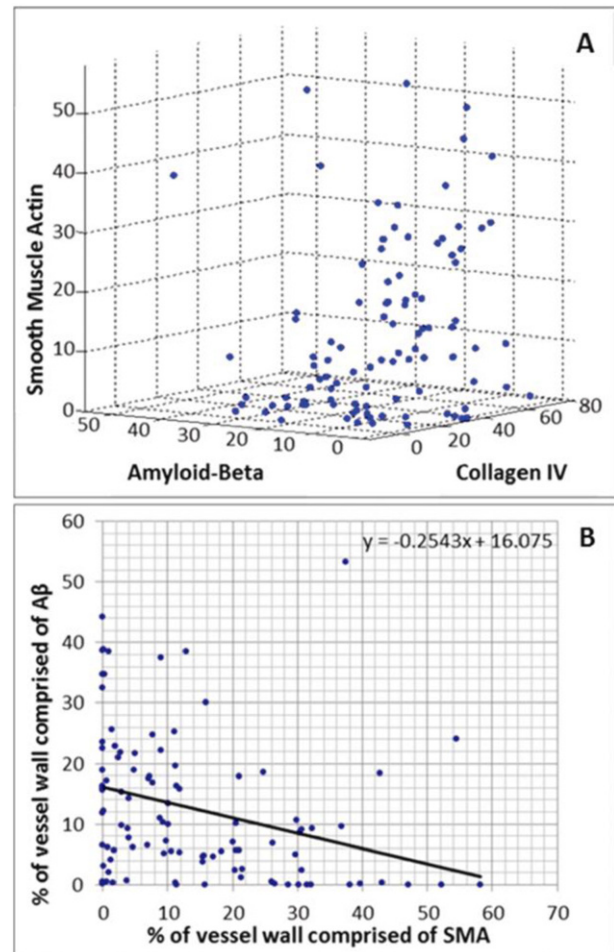 A
50
40
30
20
10
0
Smooth Muscle Actin
50 40 30 20 10 0
0 20 40 60 80
Amyloid-Beta Collagen IV
B
y = -0.2543x + 16.075
60
50
40
30
20
10
0
% of vessel wall comprised of Aβ
0 10 20 30 40 50 60 70
% of vessel wall comprised of SMA